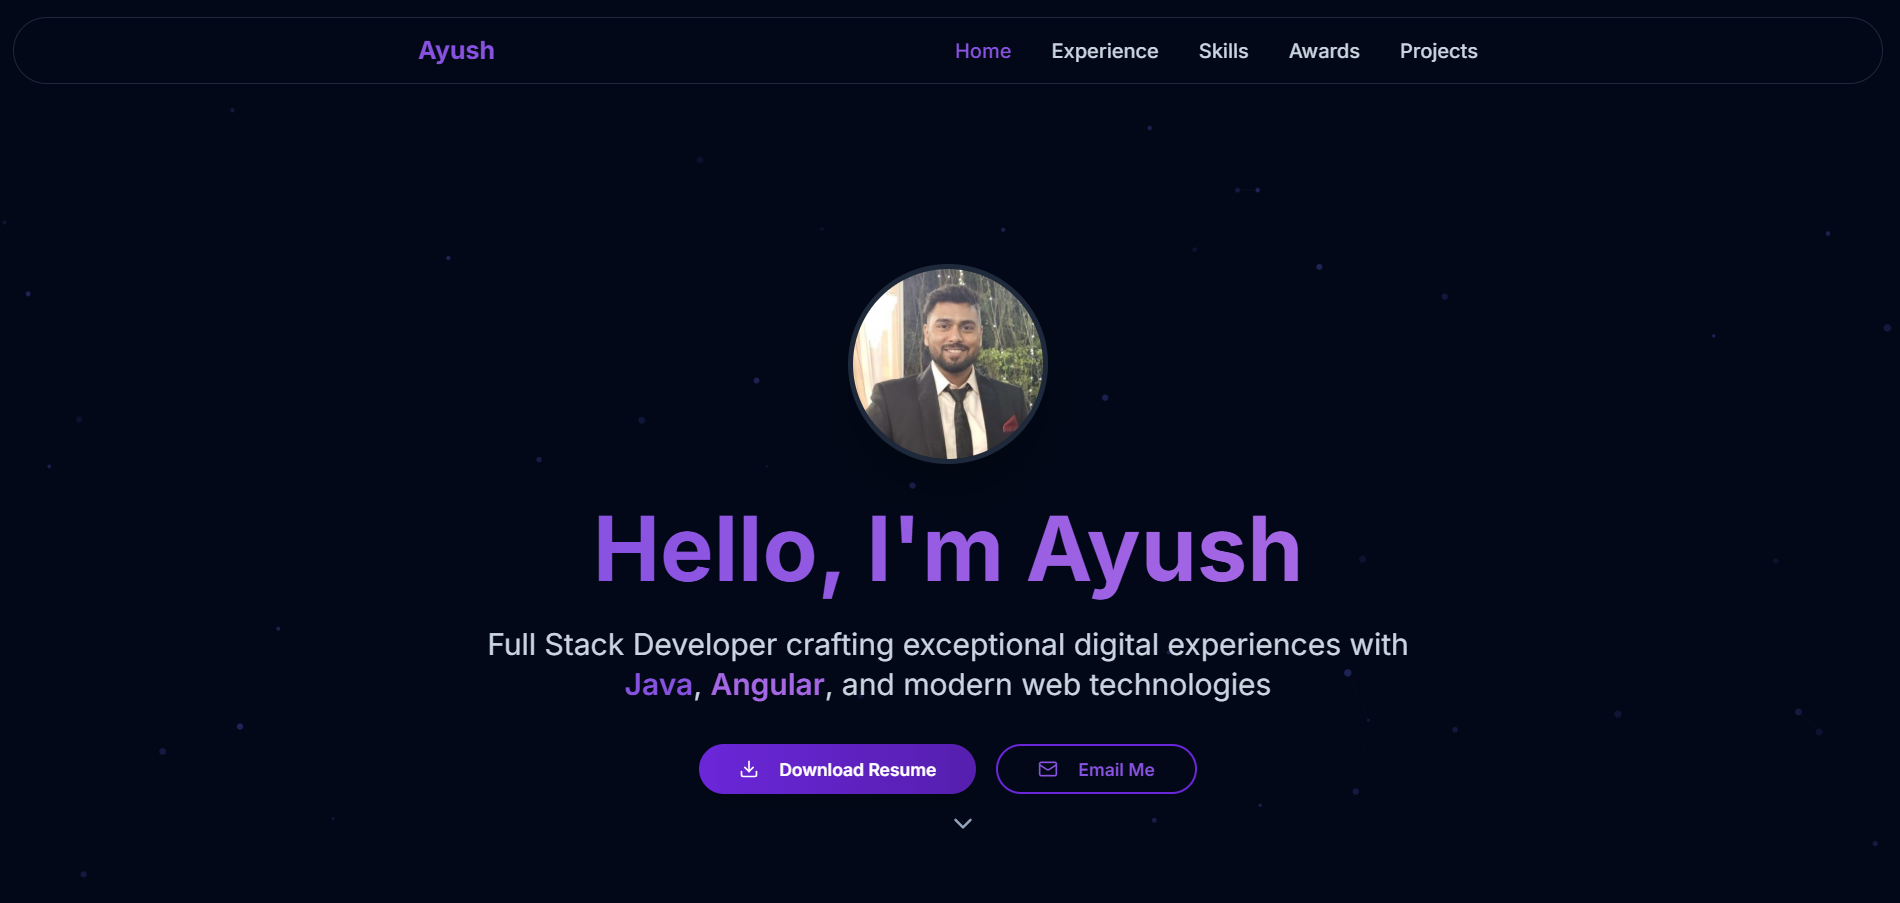 Ayush
Home Experience Skills Awards Projects
Hello, I'm Ayush
Full Stack Developer crafting exceptional digital experiences with
Java, Angular, and modern web technologies
Download Resume
Email Me